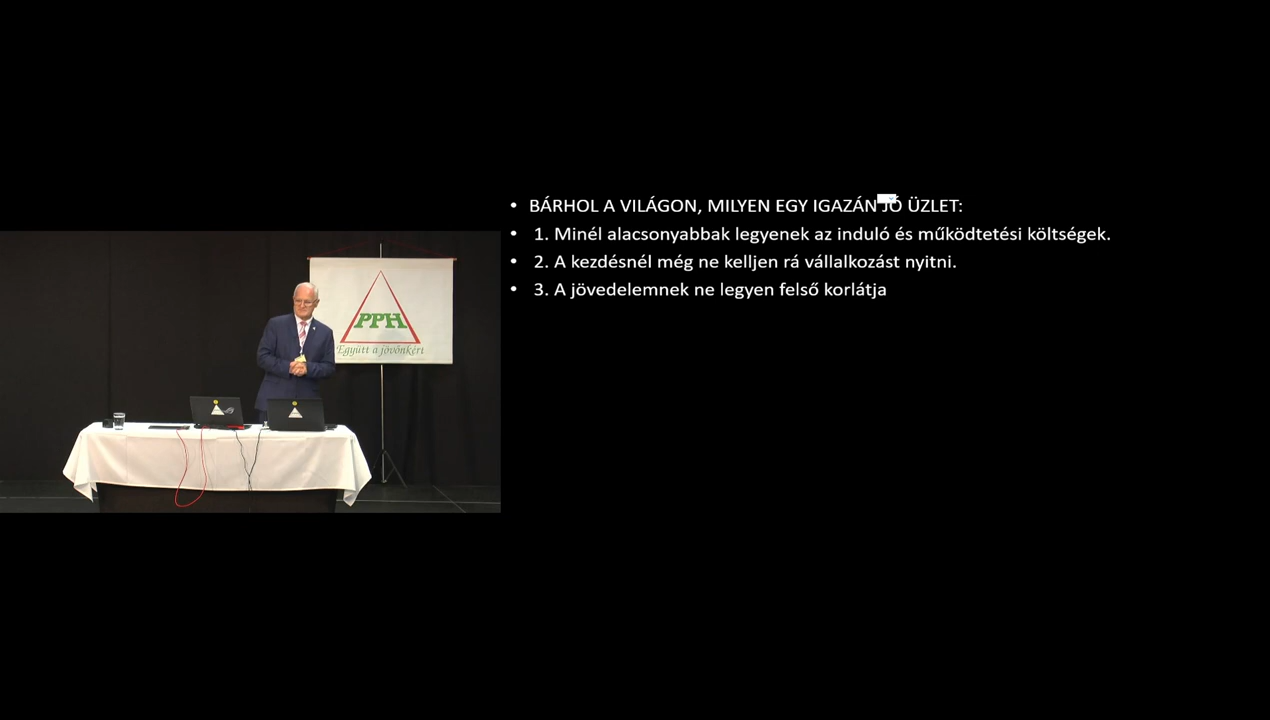 • BÁRHOL A VILÁGON, MILYEN EGY IGAZÁN JÓ ÜZLET:
• 1. Minél alacsonyabbak legyenek az induló és működtetési költségek.
• 2. A kezdésnél még ne kelljen rá vállalkozást nyitni.
• 3. A jövedelemnek ne legyen felső korlátja
PPH
Együtt a jövőnkért